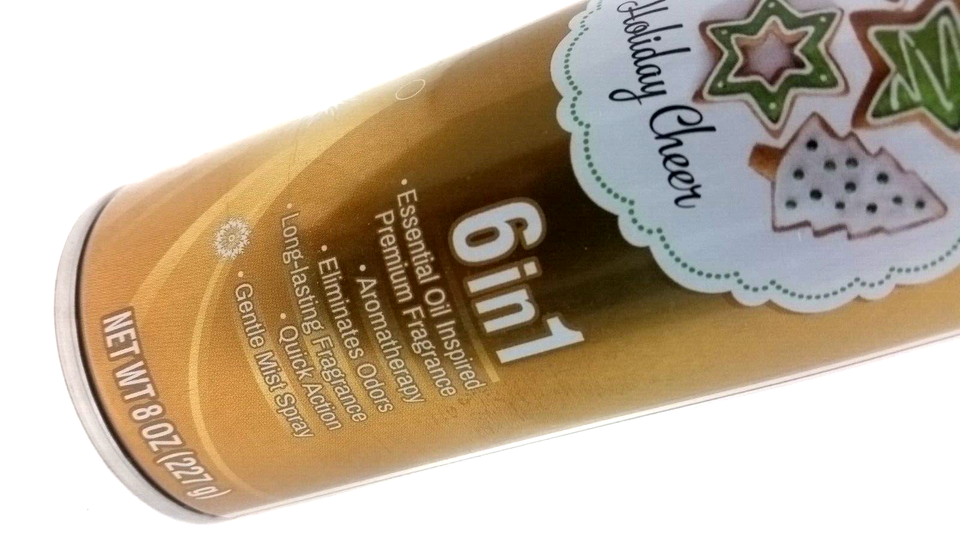 Holiday Cheer
6in1
• Essential Oil Inspired
Premium Fragrance
• Aromatherapy
• Eliminates Odors
• Long-lasting Fragrance
• Quick Action
• Gentle Mist Spray
NET WT 8 OZ (227 g)